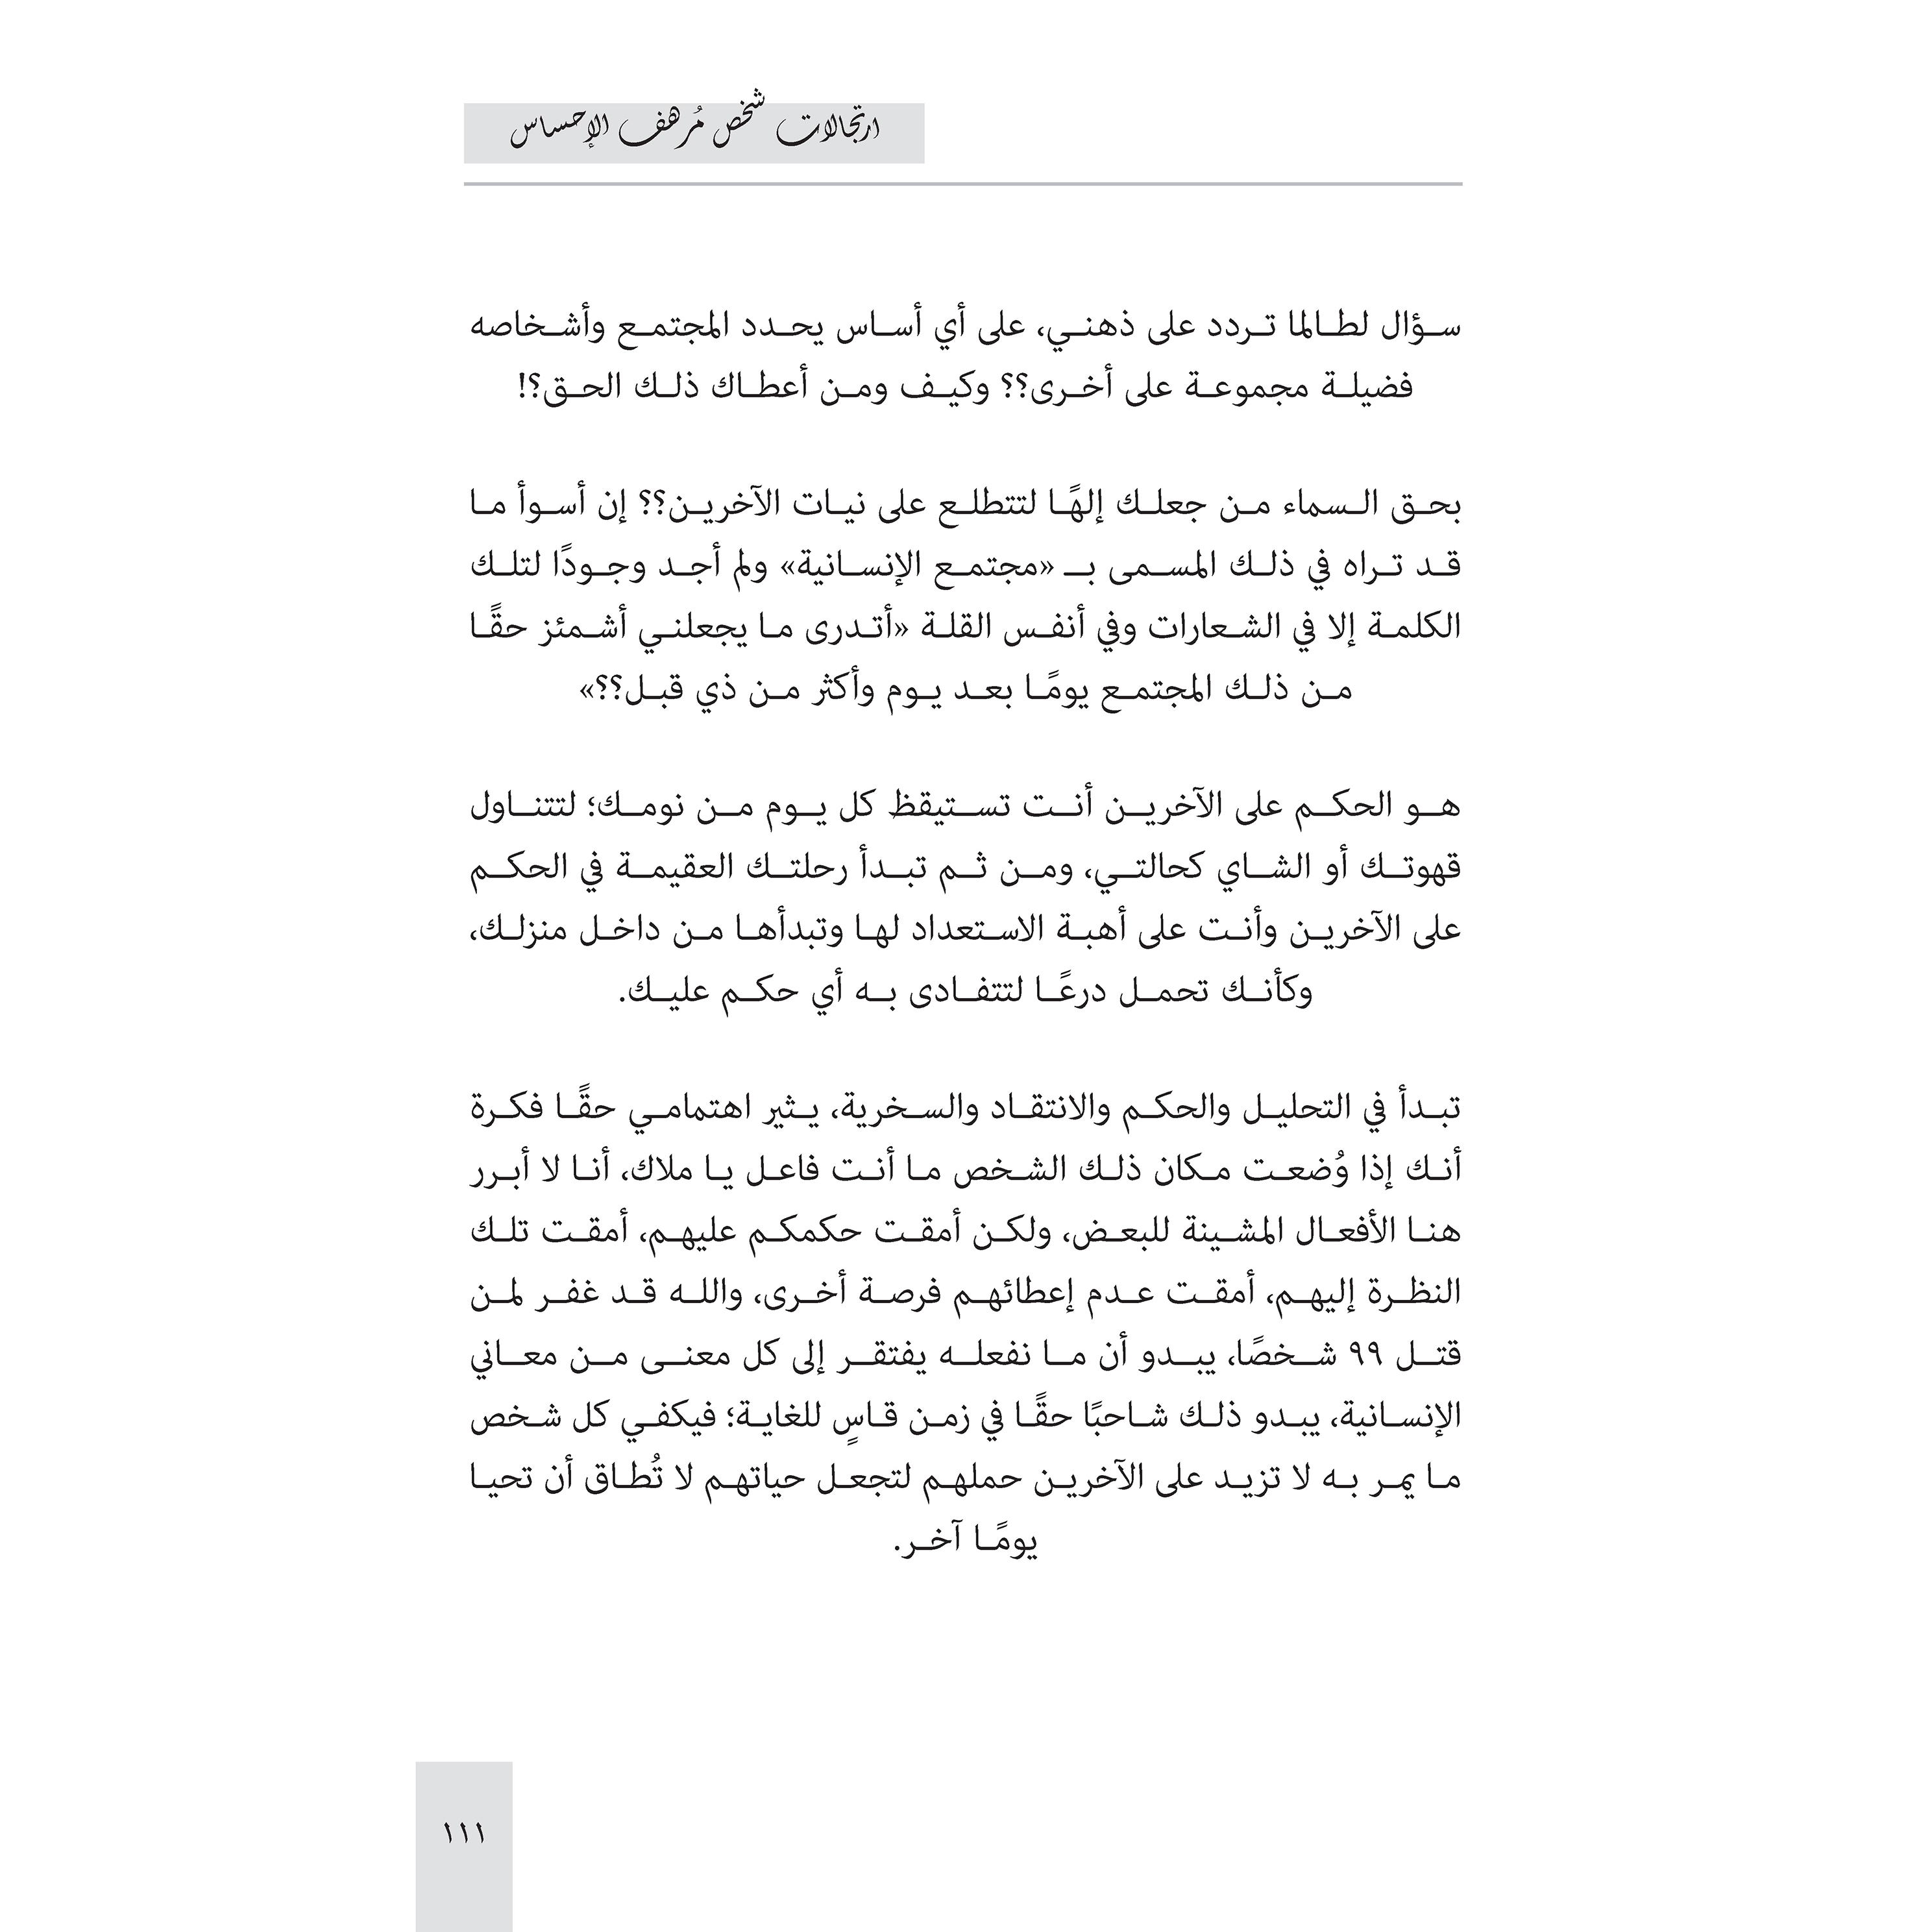 ارتجالات شخص مُرهف الإحساس
سؤال لطالما تردد على ذهني، على أي أساس يحدد المجتمع وأشخاصه
فضيلة مجموعة على أخرى؟؟ وكيف ومن أعطاك ذلك الحق؟!
بحق السماء من جعلك إلهًا لتتطلع على نيات الآخرين؟؟ إن أسوأ ما
قد تراه في ذلك المسمى بـ «مجتمع الإنسانية» ولم أجد وجودًا لتلك
الكلمة إلا في الشعارات وفي أنفس القلة «أتدرى ما يجعلني أشمئز حقًا
من ذلك المجتمع يومًا بعد يوم وأكثر من ذي قبل؟؟»
هو الحكم على الآخرين أنت تستيقظ كل يوم من نومك؛ لتتناول
قهوتك أو الشاي كحالتي، ومن ثم تبدأ رحلتك العقيمة في الحكم
على الآخرين وأنت على أهبة الاستعداد لها وتبدأها من داخل منزلك،
وكأنك تحمل درعًا لتتفادى به أي حكم عليك.
تبدأ في التحليل والحكم والانتقاد والسخرية، يثير اهتمامي حقًا فكرة
أنك إذا وُضعت مكان ذلك الشخص ما أنت فاعل يا ملاك، أنا لا أبرر
هنا الأفعال المشينة للبعض، ولكن أمقت حكمكم عليهم، أمقت تلك
النظرة إليهم، أمقت عدم إعطائهم فرصة أخرى، والله قد غفر لمن
قتل ٩٩ شخصًا، يبدو أن ما نفعله يفتقر إلى كل معنى من معاني
الإنسانية، يبدو ذلك شاحبًا حقًا في زمن قاسٍ للغاية؛ فيكفي كل شخص
ما يمر به لا تزيد على الآخرين حملهم لتجعل حياتهم لا تُطاق أن تحيا
يومًا آخر.
١١١